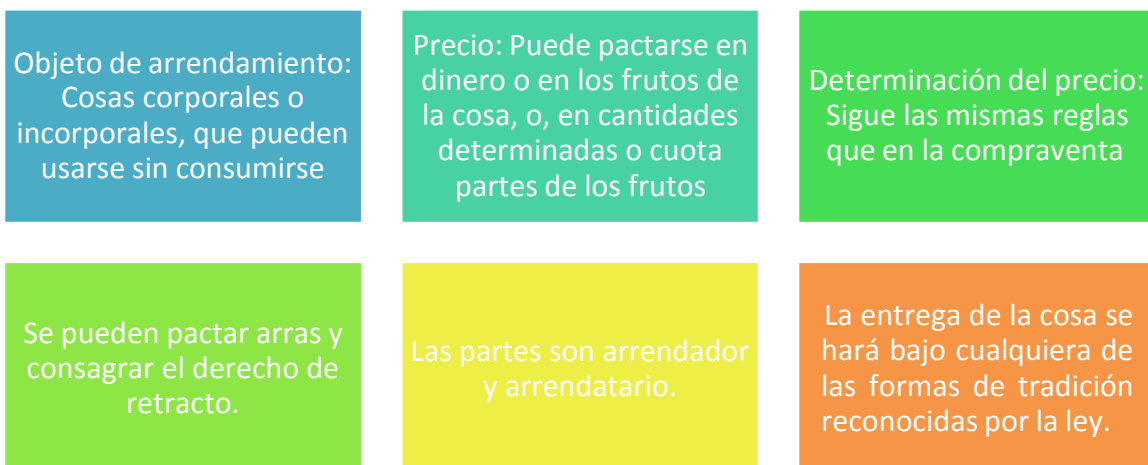 Objeto de arrendamiento:
Cosas corporales o
incorporales, que pueden
usarse sin consumirse
Precio: Puede pactarse en
dinero o en los frutos de
la cosa, o, en cantidades
determinadas o cuota
partes de los frutos
Determinación del precio:
Sigue las mismas reglas
que en la compraventa
Se pueden pactar arras y
consagrar el derecho de
retracto.
Las partes son arrendador
y arrendatario.
La entrega de la cosa se
hará bajo cualquiera de
las formas de tradición
reconocidas por la ley.